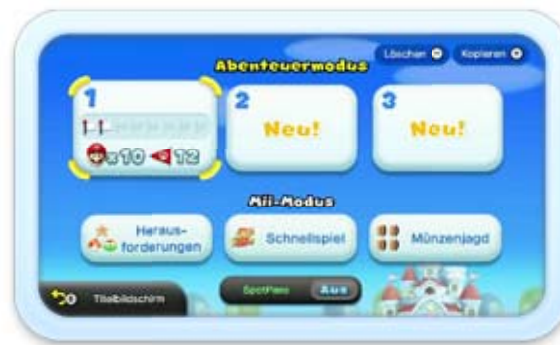 Löschen Kopieren
Abenteuermodus
1 2 3
Neu! Neu!
x10 12
Mii-Modus
Heraus-
forderungen
Schnellspiel
Münzenjagd
Titelbildschirm
SpotPass Aus